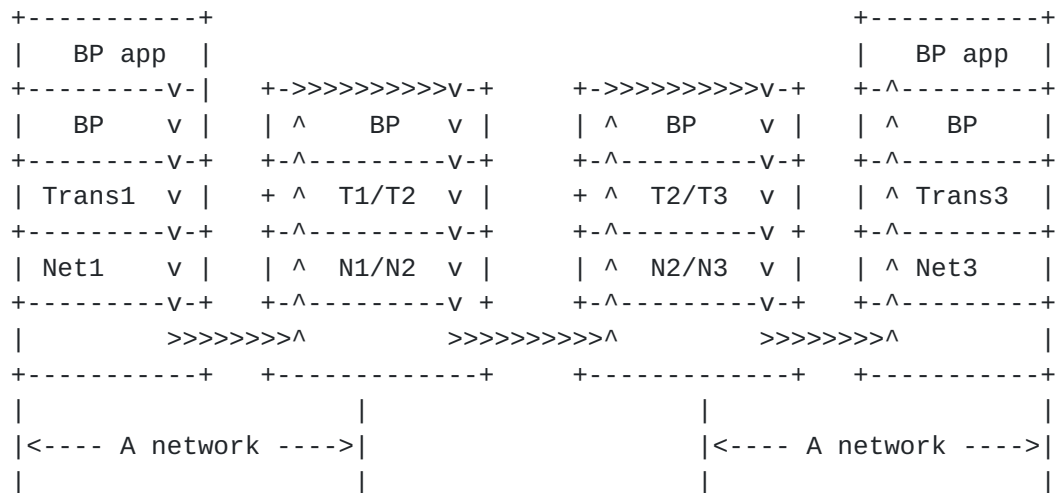 +-----------+                                         +-----------+
|   BP app  |                                         |   BP app  |
+---------v-|   +->>>>>>>>>>v-+     +->>>>>>>>>>v-+   +-^---------+
|   BP    v |   | ^    BP   v |     | ^   BP    v |   | ^   BP    |
+---------v-+   +-^---------v-+     +-^---------v-+   +-^---------+
| Trans1  v |   + ^  T1/T2  v |     + ^  T2/T3  v |   | ^ Trans3  |
+---------v-+   +-^---------v-+     +-^---------v +   +-^---------+
| Net1    v |   | ^  N1/N2  v |     | ^  N2/N3  v |   | ^ Net3    |
+---------v-+   +-^---------v +     +-^---------v-+   +-^---------+
|         >>>>>>>>^         >>>>>>>>>>^         >>>>>>>>^         |
+-----------+   +-------------+     +-------------+   +-----------+
|                     |                     |                     |
|<---- A network ---->|                     |<---- A network ---->|
|                     |                     |                     |